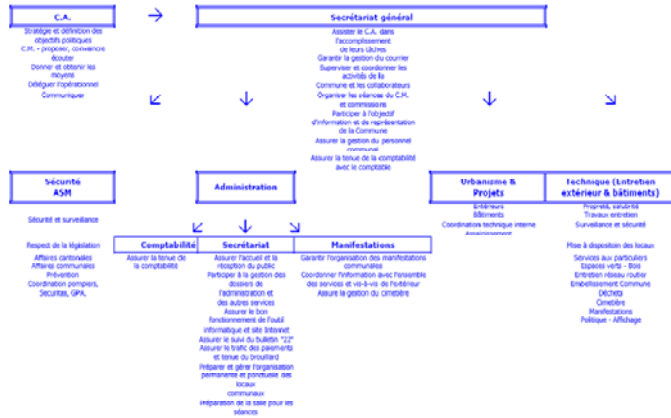 C.A.
Stratégie et définition des
objectifs politiques
C.M. - proposer, convaincre
écouter
Donner et obtenir les
moyens
Déléguer l'opérationnel
Communiquer
Secrétariat général
Assister le C.A. dans
l'accomplissement
de leurs tâches
Garantir la gestion du courrier
Superviser et coordonner les
activités de la
Commune et les collaborateurs
Organiser les séances du C.M.
et commissions
Participer à l'objectif
d'information et de représentation
de la Commune
Assurer la gestion du personnel
communal
Assurer la tenue de la comptabilité
avec le comptable
Sécurité
ASM
Sécurité et surveillance
Respect de la législation
Affaires cantonales
Affaires communales
Prévention
Coordination pompiers,
Securitas, GPA,
Administration
Comptabilité
Assurer la tenue de
la comptabilité
Secrétariat
Assurer l'accueil et la
réception du public
Participer à la gestion des
dossiers de
l'administration et
des autres services
Assurer le bon
fonctionnement de l'outil
informatique et site Internet
Assurer le suivi du bulletin "22"
Assurer le trafic des paiements
et tenue du brouillard
Préparer et gérer l'organisation
permanente et ponctuelle des
locaux
communaux
Préparation de la salle pour les
séances
Manifestations
Garantir l'organisation des manifestations
communales
Coordonner l'information avec l'ensemble
des services et vis-à-vis de l'extérieur
Assure la gestion du cimetière
Urbanisme &
Projets
Extérieurs
Bâtiments
Coordination technique interne
Assainissement
Technique (Entretien
extérieur & bâtiments)
Propreté, salubrité
Travaux entretien
Surveillance et sécurité
Mise à disposition des locaux
Services aux particuliers
Espaces verts - Bois
Entretien réseau routier
Embellissement Commune
Déchets
Cimetière
Manifestations
Politique - Affichage